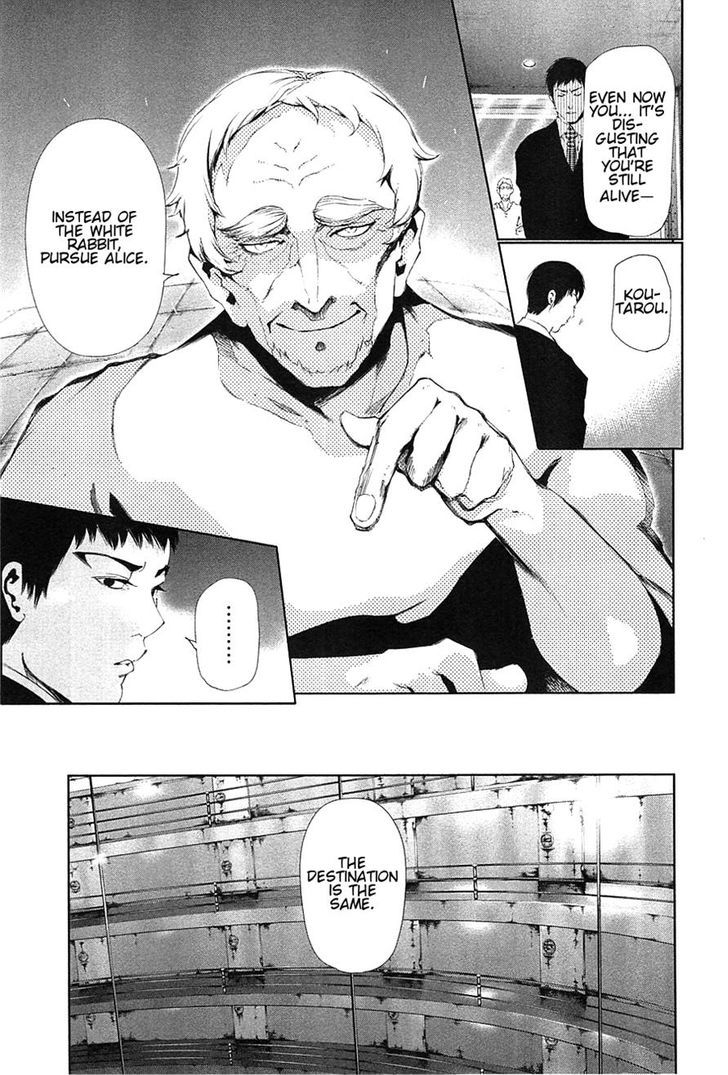 EVEN NOW
YOU... IT'S
DIS-
GUSTING
THAT
YOU'RE
STILL
ALIVE—
KOU-
TAROU.
INSTEAD OF
THE WHITE
RABBIT,
PURSUE ALICE.
.......
THE
DESTINATION
IS THE
SAME.